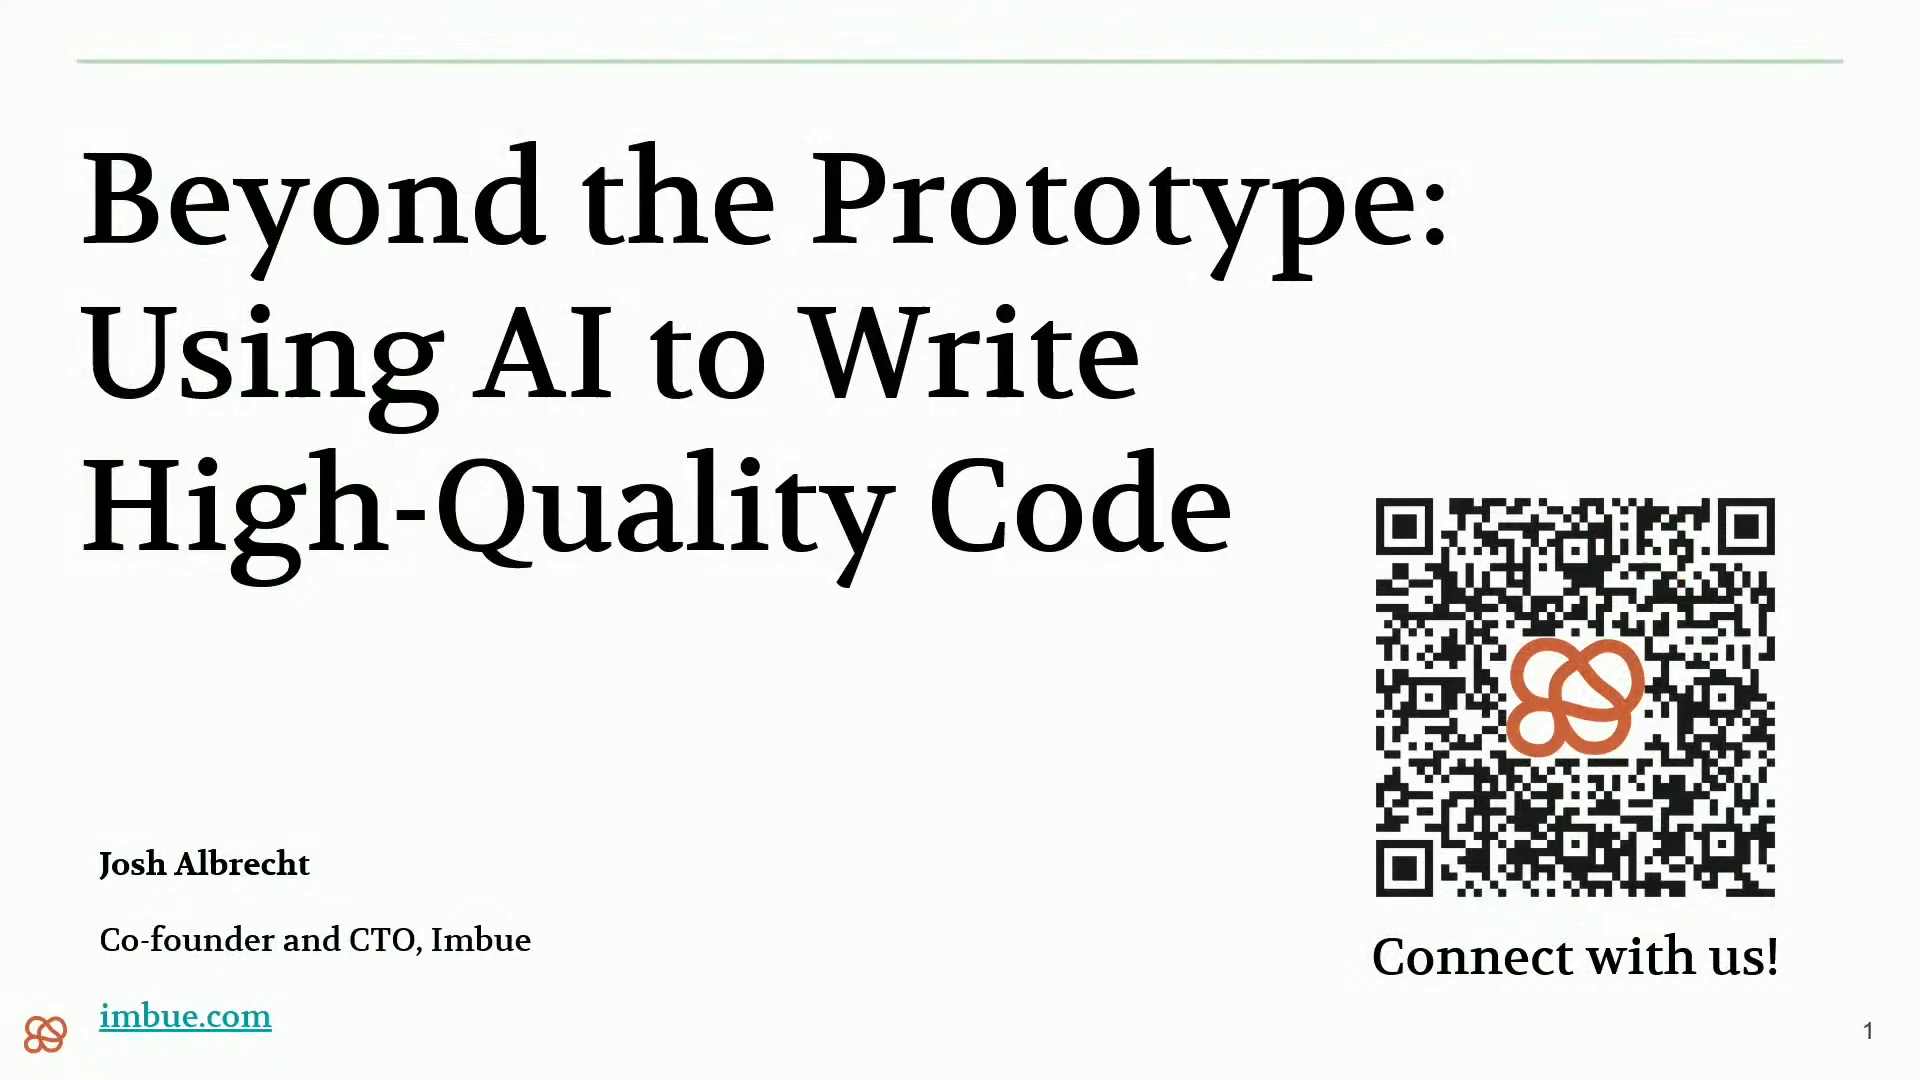 Beyond the Prototype:
Using AI to Write
High-Quality Code
Josh Albrecht
Co-founder and CTO, Imbue
imbue.com
Connect with us!
1